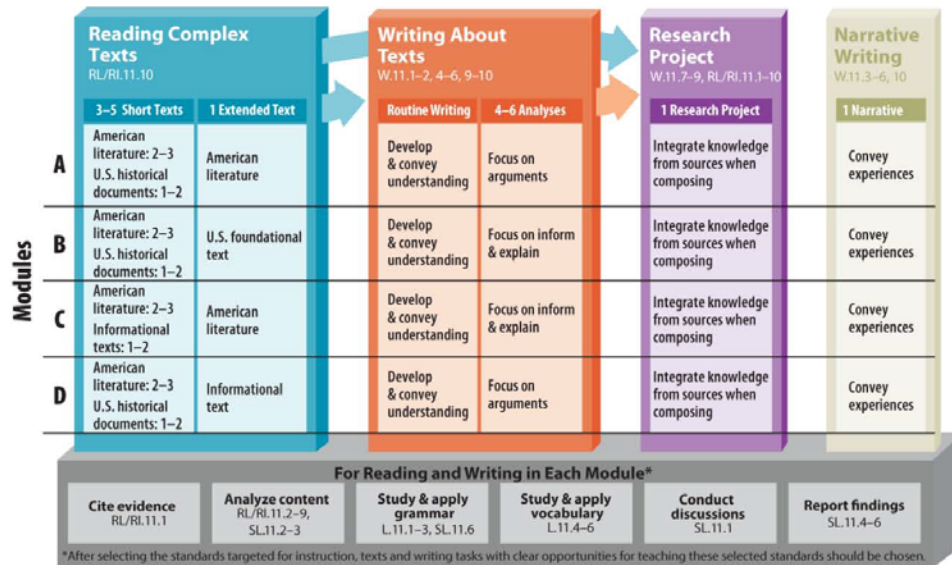 Reading Complex
Texts
RL/RI.11.10
Writing About
Texts
W.11.1–2, 4–6, 9–10
Research
Project
W.11.7–9, RL/RI.11.1–10
Narrative
Writing
W.11.3–6, 10
3–5 Short Texts
1 Extended Text
Routine Writing
4–6 Analyses
1 Research Project
1 Narrative
Modules
A
American
literature: 2–3
U.S. historical
documents: 1–2
American
literature
Develop
& convey
understanding
Focus on
arguments
Integrate knowledge
from sources when
composing
Convey
experiences
B
American
literature: 2–3
U.S. historical
documents: 1–2
U.S. foundational
text
Develop
& convey
understanding
Focus on inform
& explain
Integrate knowledge
from sources when
composing
Convey
experiences
C
American
literature: 2–3
Informational
texts: 1–2
American
literature
Develop
& convey
understanding
Focus on inform
& explain
Integrate knowledge
from sources when
composing
Convey
experiences
D
American
literature: 2–3
U.S. historical
documents: 1–2
Informational
text
Develop
& convey
understanding
Focus on
arguments
Integrate knowledge
from sources when
composing
Convey
experiences
For Reading and Writing in Each Module*
Cite evidence
RL/RI.11.1
Analyze content
RL/RI.11.2–9,
SL.11.2–3
Study & apply
grammar
L.11.1–3, SL.11.6
Study & apply
vocabulary
L.11.4–6
Conduct
discussions
SL.11.1
Report findings
SL.11.4–6
*After selecting the standards targeted for instruction, texts and writing tasks with clear opportunities for teaching these selected standards should be chosen.